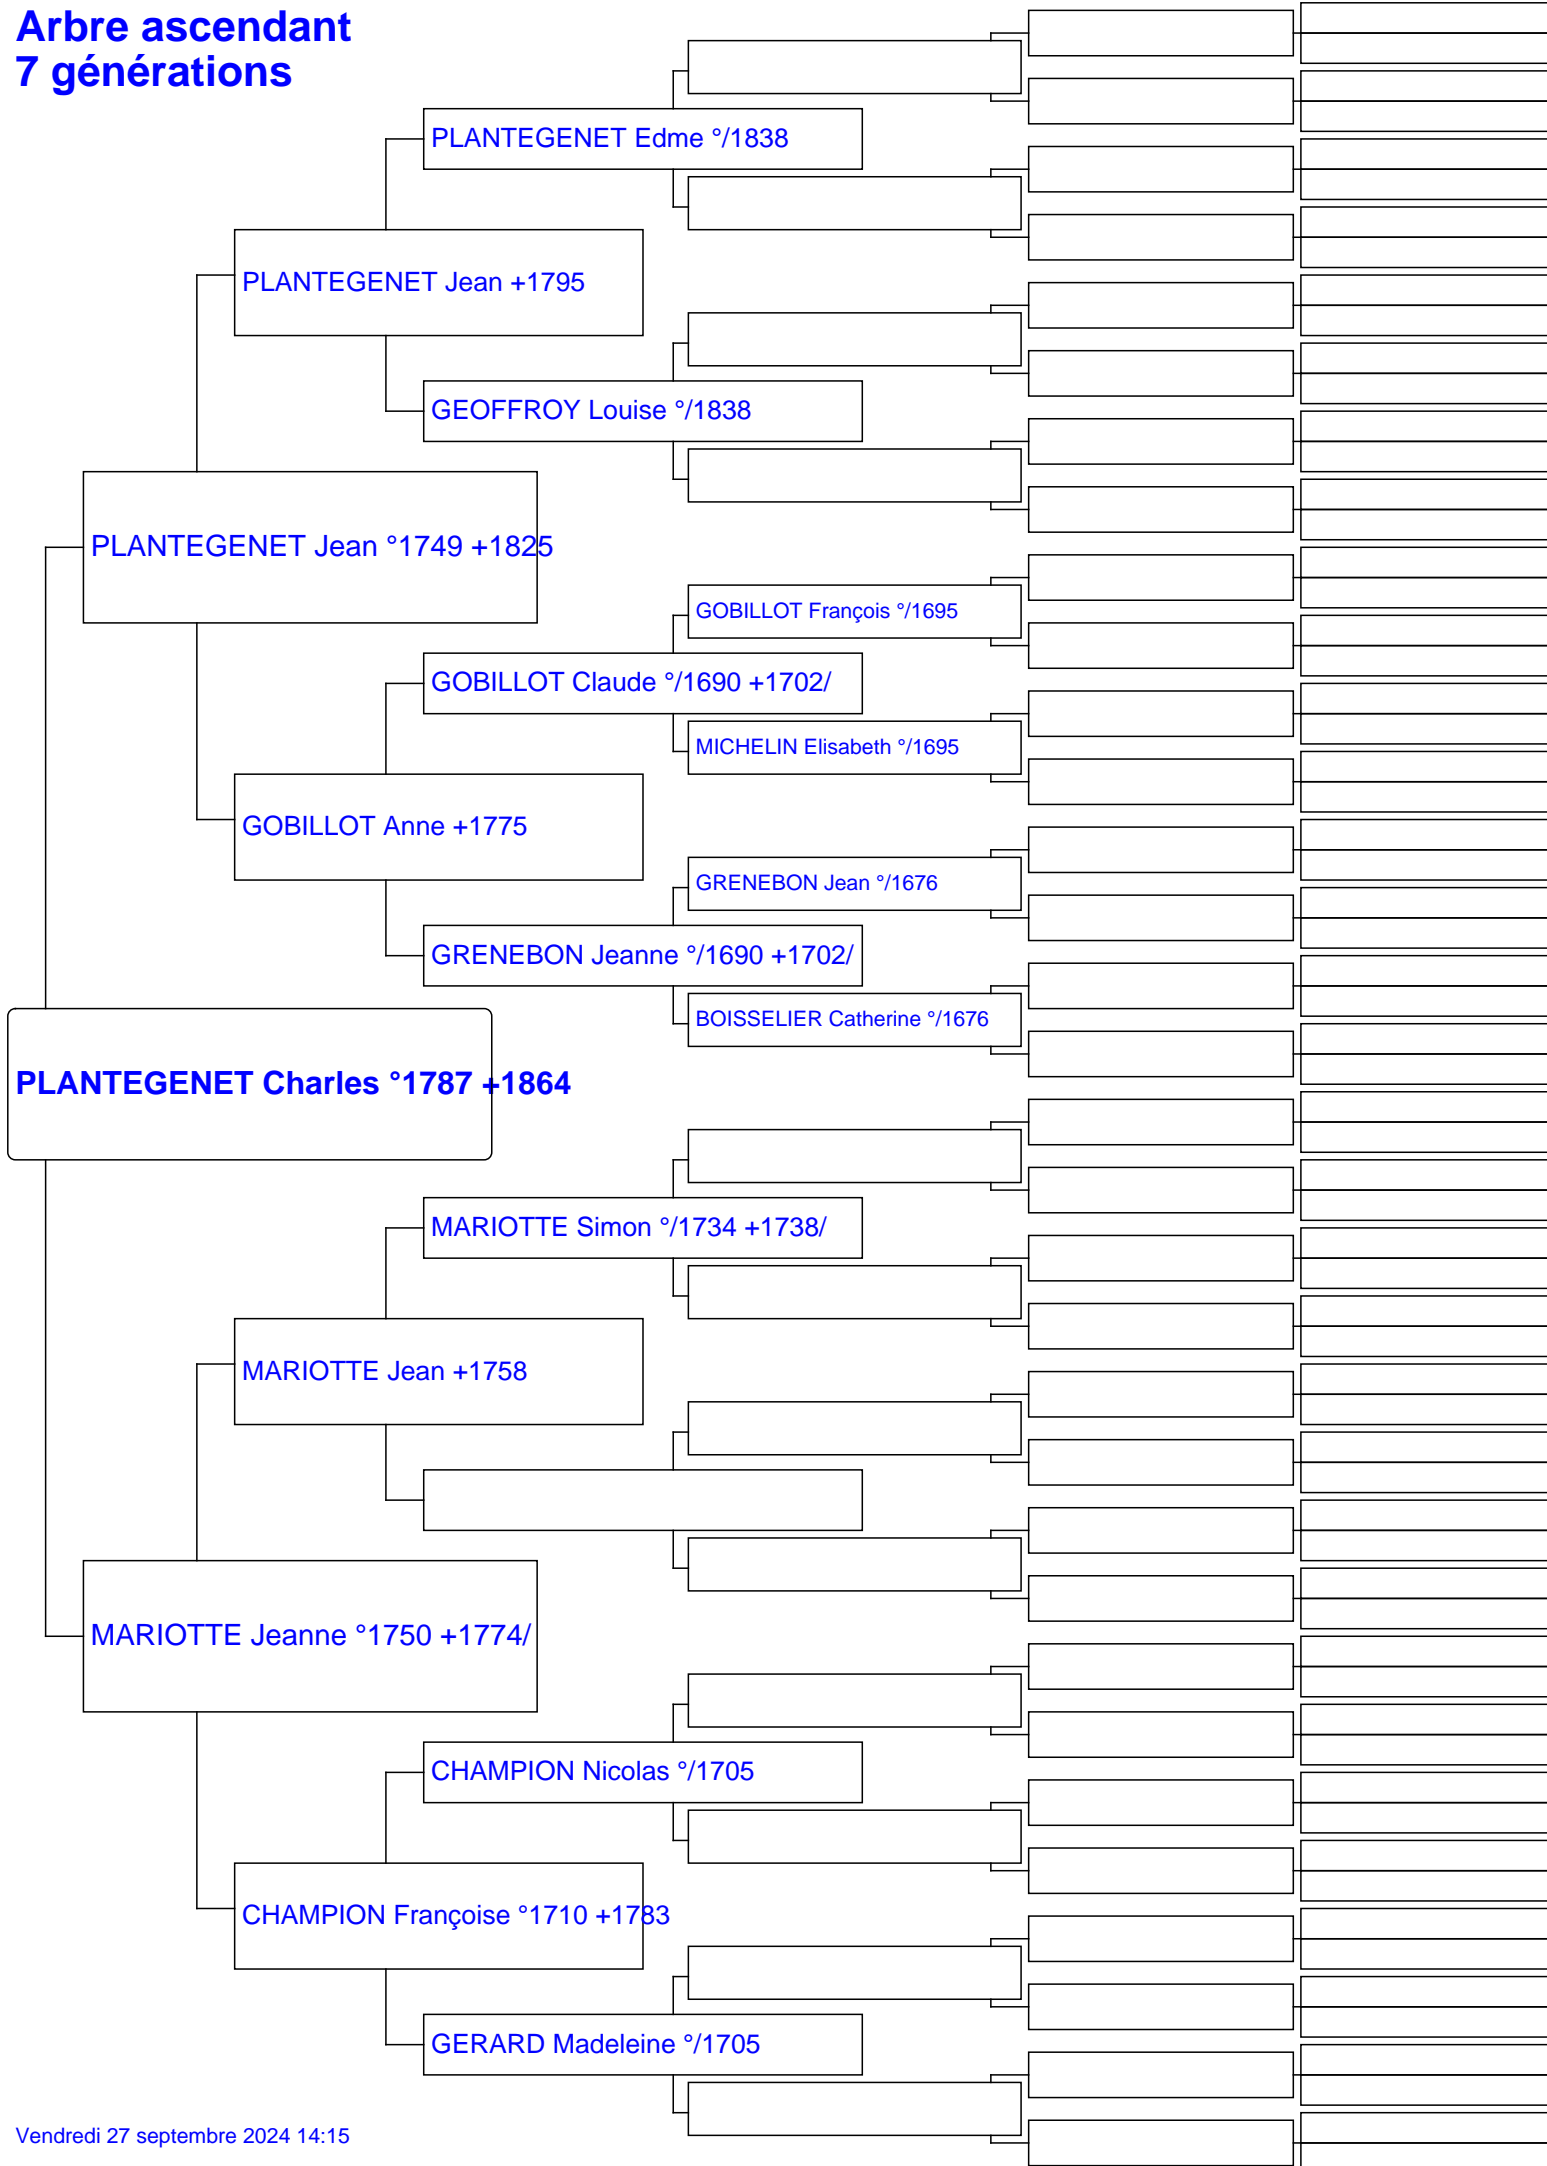 Arbre ascendant
7 générations
PLANTEGENET Edme °/1838
PLANTEGENET Jean +1795
GEOFFROY Louise °/1838
PLANTEGENET Jean °1749 +1825
GOBILLOT François °/1695
GOBILLOT Claude °/1690 +1702/
MICHELIN Elisabeth °/1695
GOBILLOT Anne +1775
GRENEBON Jean °/1676
GRENEBON Jeanne °/1690 +1702/
BOISSELIER Catherine °/1676
PLANTEGENET Charles °1787 +1864
MARIOTTE Simon °/1734 +1738/
MARIOTTE Jean +1758
MARIOTTE Jeanne °1750 +1774/
CHAMPION Nicolas °/1705
CHAMPION Françoise °1710 +1783
GERARD Madeleine °/1705
Vendredi 27 septembre 2024 14:15